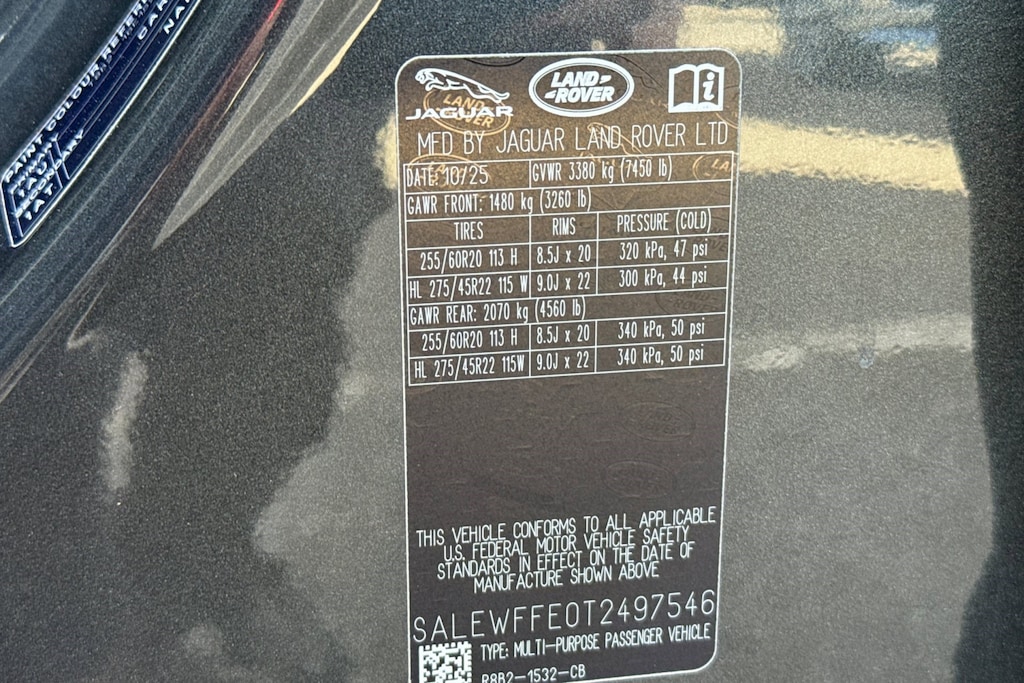 PAINT COLOUR REFEREN
PRIMARY
JAGUAR
LAND ROVER
MFD BY JAGUAR LAND ROVER LTD
DATE: 10/25 GVWR 3380 kg (7450 lb)
GAWR FRONT: 1480 kg (3260 lb)
TIRES RIMS PRESSURE (COLD)
255/60R20 113 H 8.5J x 20 320 kPa, 47 psi
HL 275/45R22 115 W 9.0J x 22 300 kPa, 44 psi
GAWR REAR: 2070 kg (4560 lb)
255/60R20 113 H 8.5J x 20 340 kPa, 50 psi
HL 275/45R22 115W 9.0J x 22 340 kPa, 50 psi
THIS VEHICLE CONFORMS TO ALL APPLICABLE
U.S. FEDERAL MOTOR VEHICLE SAFETY
STANDARDS IN EFFECT ON THE DATE OF
MANUFACTURE SHOWN ABOVE
SALEWFFE0T2497546
TYPE: MULTI-PURPOSE PASSENGER VEHICLE
R8B2-1532-CB